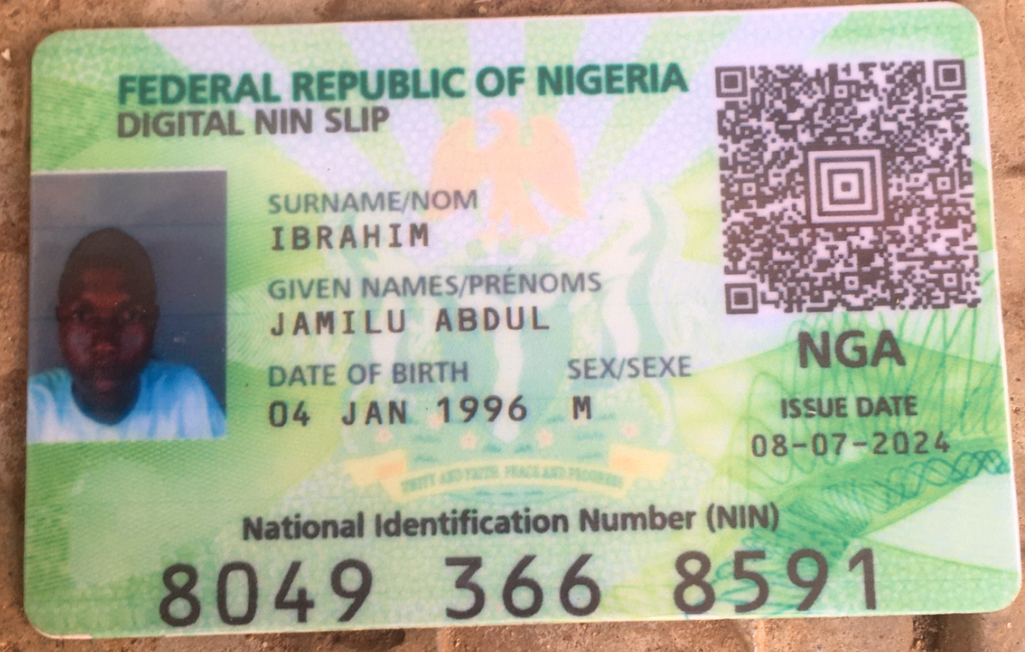 FEDERAL REPUBLIC OF NIGERIA
DIGITAL NIN SLIP
SURNAME/NOM
IBRAHIM
GIVEN NAMES/PRÉNOMS
JAMILU ABDUL
DATE OF BIRTH SEX/SEXE
04 JAN 1996 M
NGA
ISSUE DATE
08-07-2024
UNITY AND FAITH, PEACE AND PROGRESS
National Identification Number (NIN)
8049 366 8591